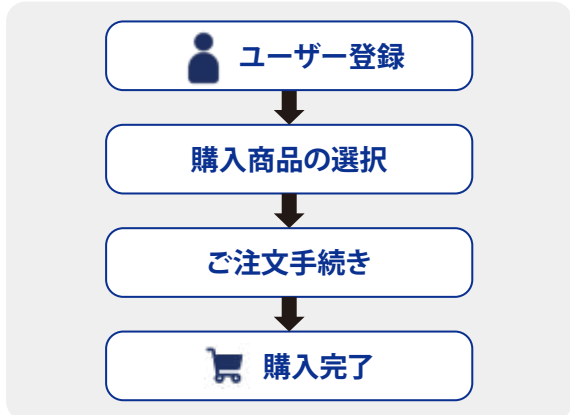 ユーザー登録
購入商品の選択
ご注文手続き
購入完了